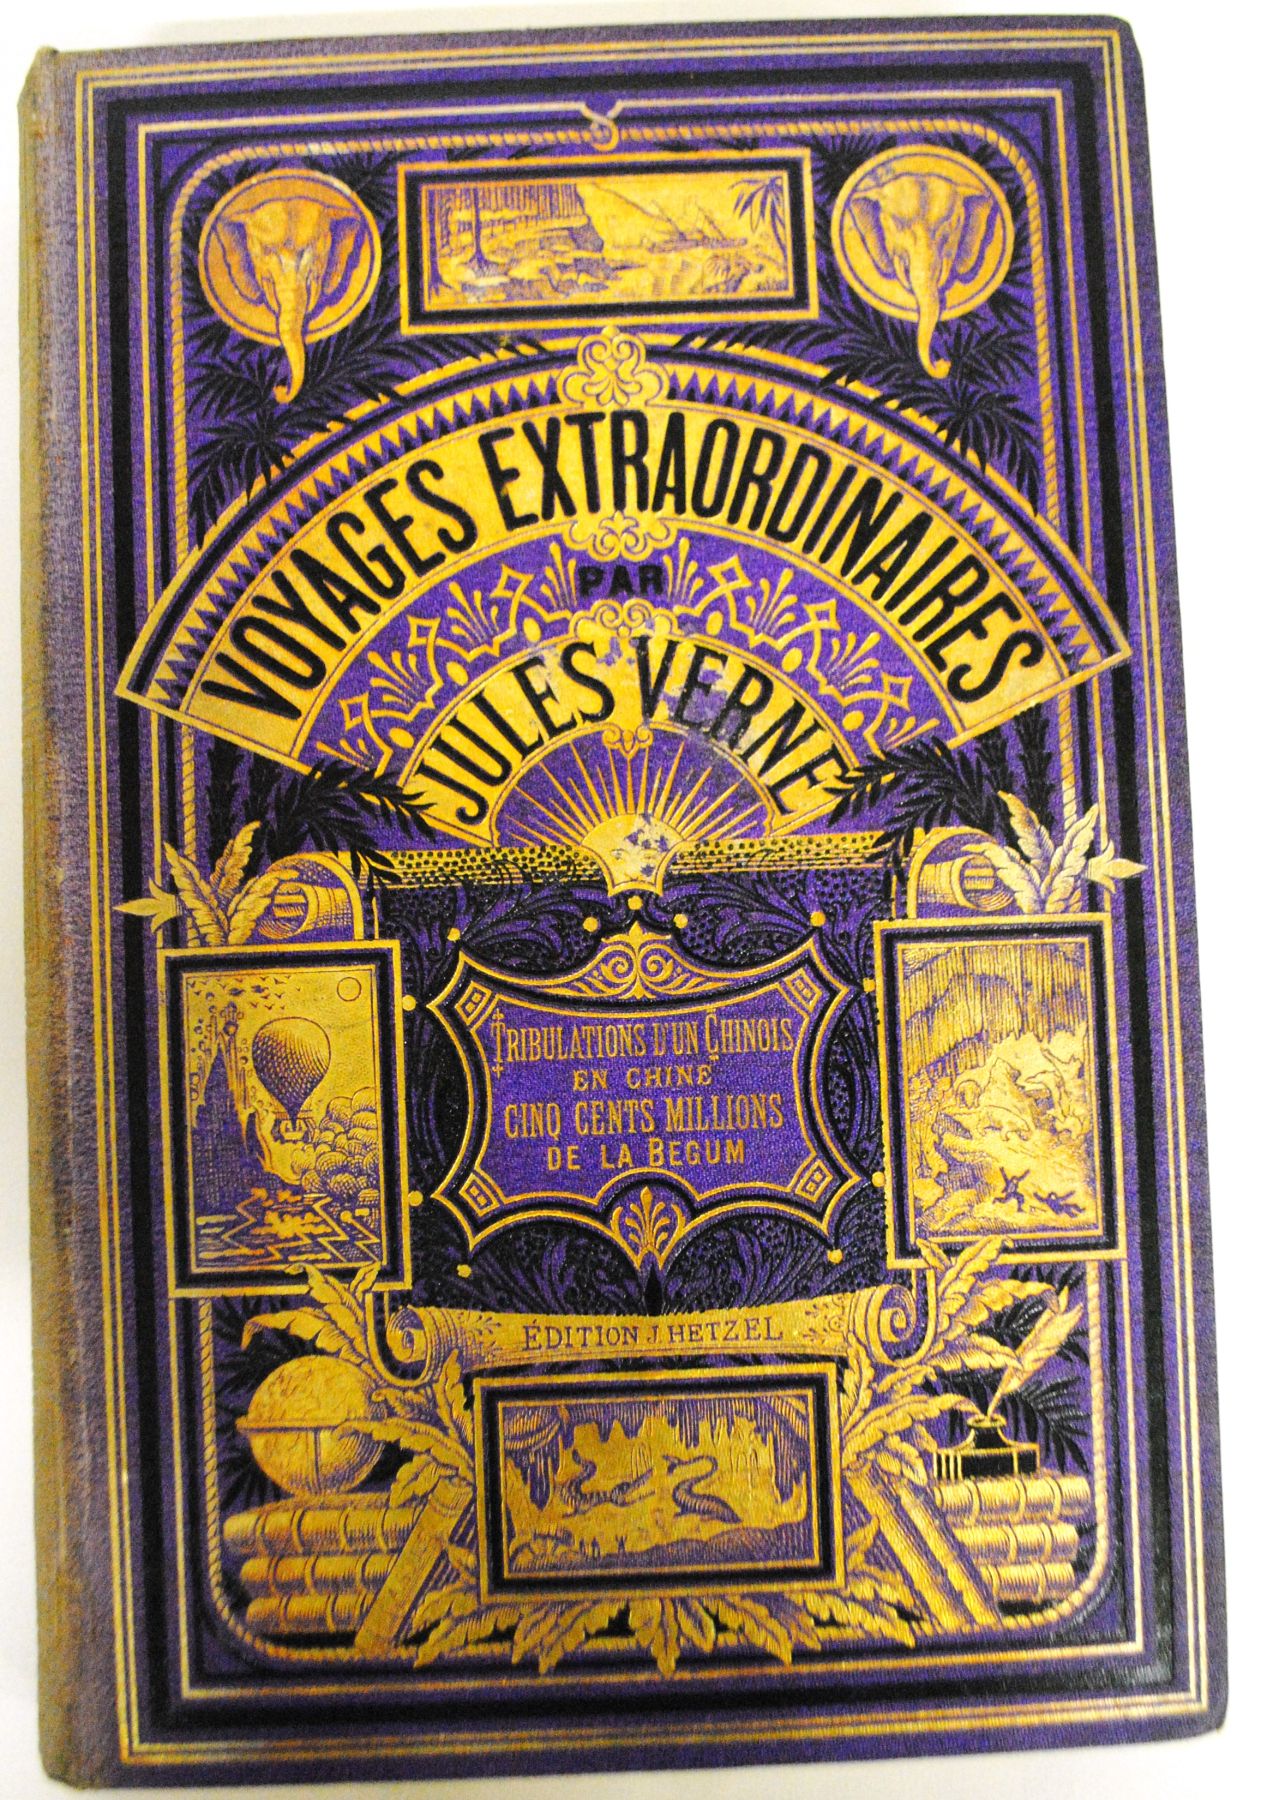 VOYAGES EXTRAORDINAIRES
PAR
JULES VERNE
TRIBULATIONS D'UN CHINOIS
EN CHINE
CINQ CENTS MILLIONS
DE LA BEGUM
ÉDITION J. HETZEL